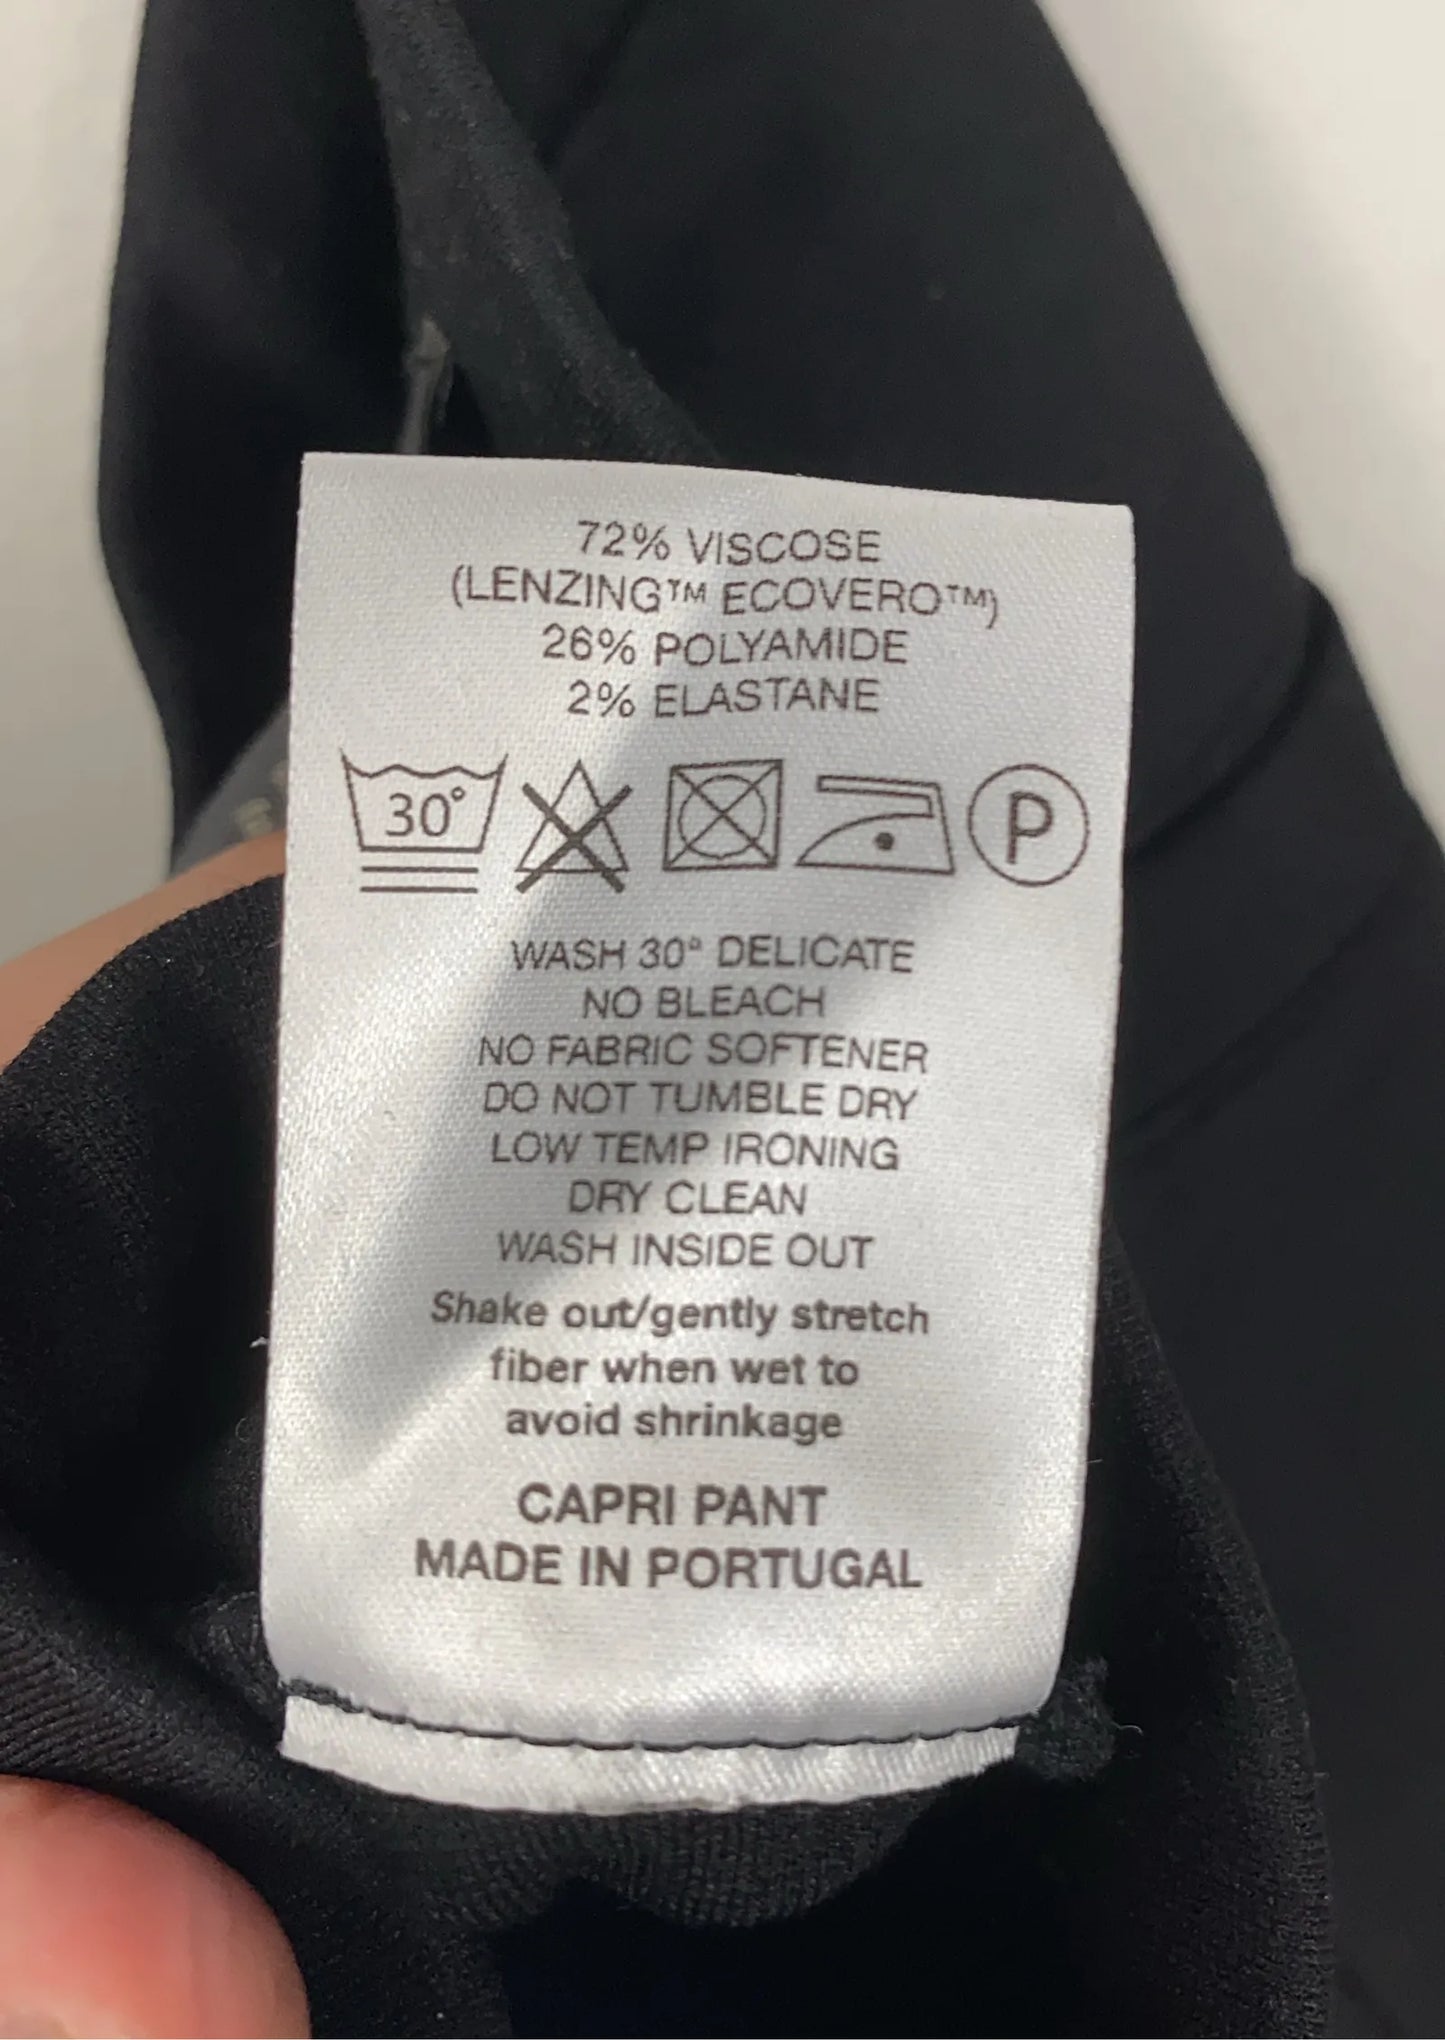 72% VISCOSE
(LENZING™ ECOVERO™)
26% POLYAMIDE
2% ELASTANE
30° P
WASH 30° DELICATE
NO BLEACH
NO FABRIC SOFTENER
DO NOT TUMBLE DRY
LOW TEMP IRONING
DRY CLEAN
WASH INSIDE OUT
Shake out/gently stretch
fiber when wet to
avoid shrinkage
CAPRI PANT
MADE IN PORTUGAL